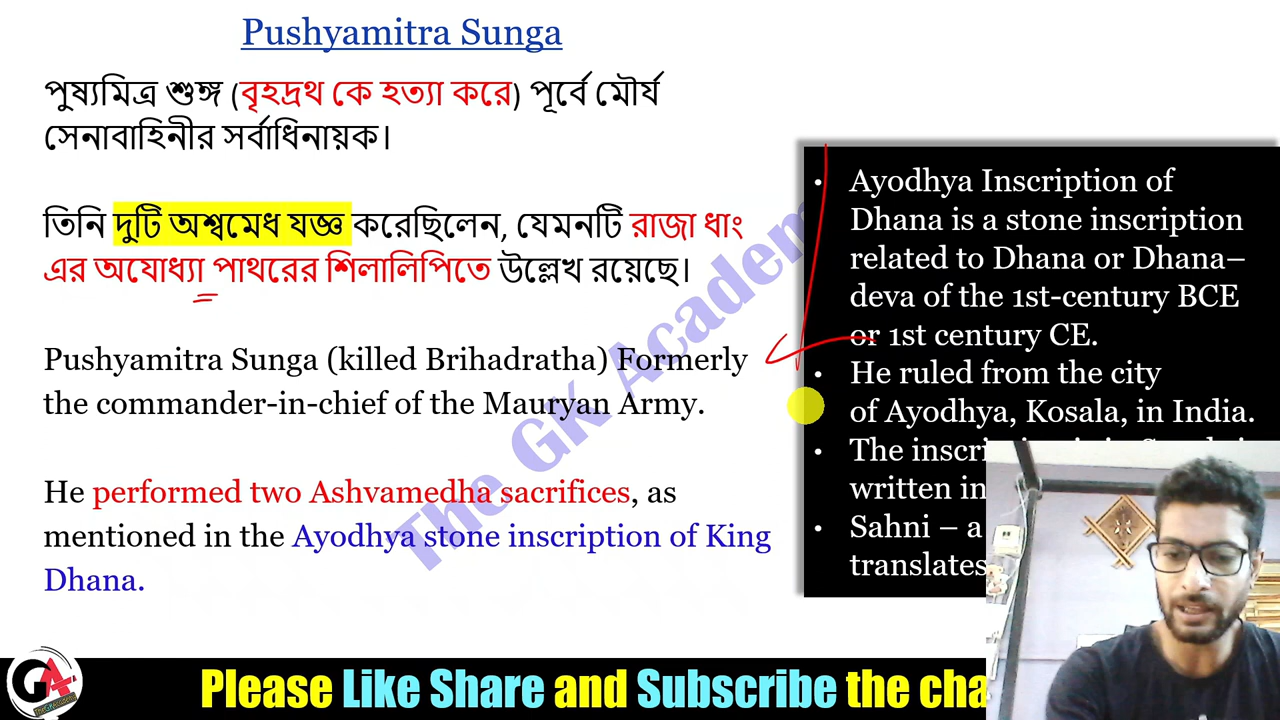 Pushyamitra Sunga
পুষ্যমিত্র শুঙ্গ (বৃহদ্রথ কে হত্যা করে) পূর্বে মৌর্য
সেনাবাহিনীর সর্বাধিনায়ক।
তিনি দুটি অশ্বমেধ যজ্ঞ করেছিলেন, যেমনটি রাজা ধাং
এর অযোধ্যা পাথরের শিলালিপিতে উল্লেখ রয়েছে।
Pushyamitra Sunga (killed Brihadratha) Formerly
the commander-in-chief of the Mauryan Army.
He performed two Ashvamedha sacrifices, as
mentioned in the Ayodhya stone inscription of King
Dhana.
• Ayodhya Inscription of
Dhana is a stone inscription
related to Dhana or Dhana–
deva of the 1st-century BCE
or 1st century CE.
• He ruled from the city
of Ayodhya, Kosala, in India.
• The
written in
• Sahni – a
translates
The GK Academ
GA
Please Like Share and Subscribe the cha